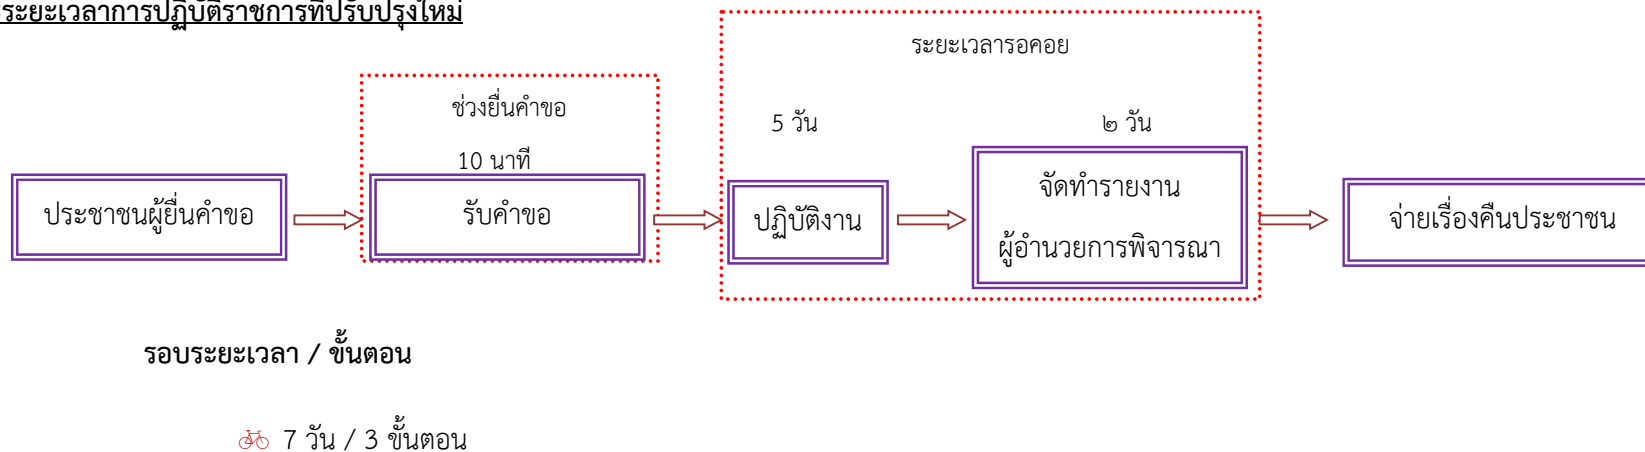 ระยะเวลาการปฏิบัติราชการที่ปรับปรุงใหม่
ระยะเวลารอคอย
ช่วงยื่นคำขอ
5 วัน
๒ วัน
10 นาที
ประชาชนผู้ยื่นคำขอ
รับคำขอ
ปฏิบัติงาน
จัดทำรายงาน
ผู้อำนวยการพิจารณา
จ่ายเรื่องคืนประชาชน
รอบระยะเวลา / ขั้นตอน
7 วัน / 3 ขั้นตอน